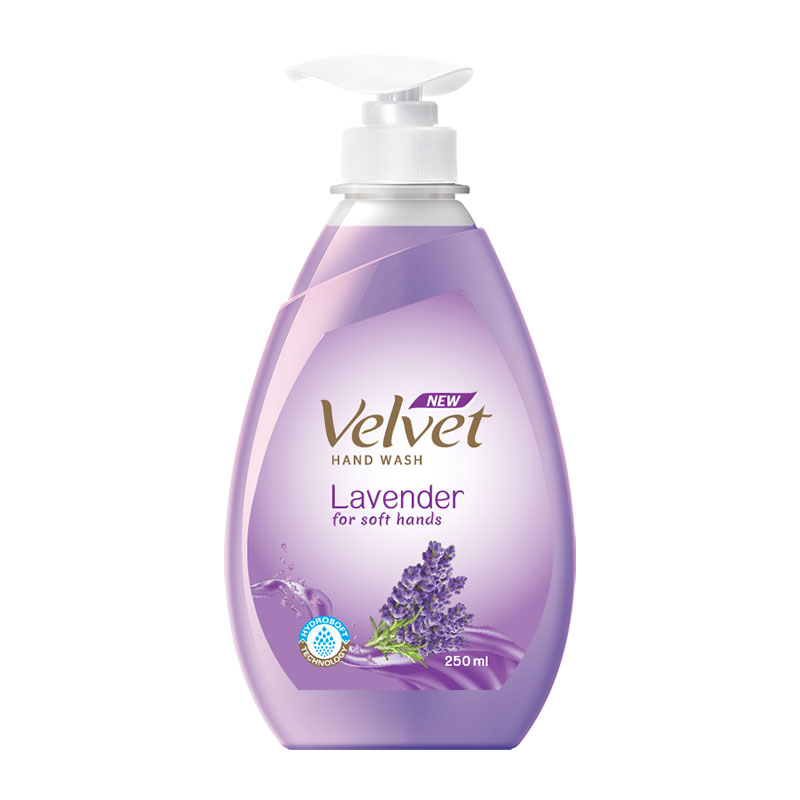 NEW
Velvet
HAND WASH
Lavender
for soft hands
HYDROSOFT
TECHNOLOGY
250 ml